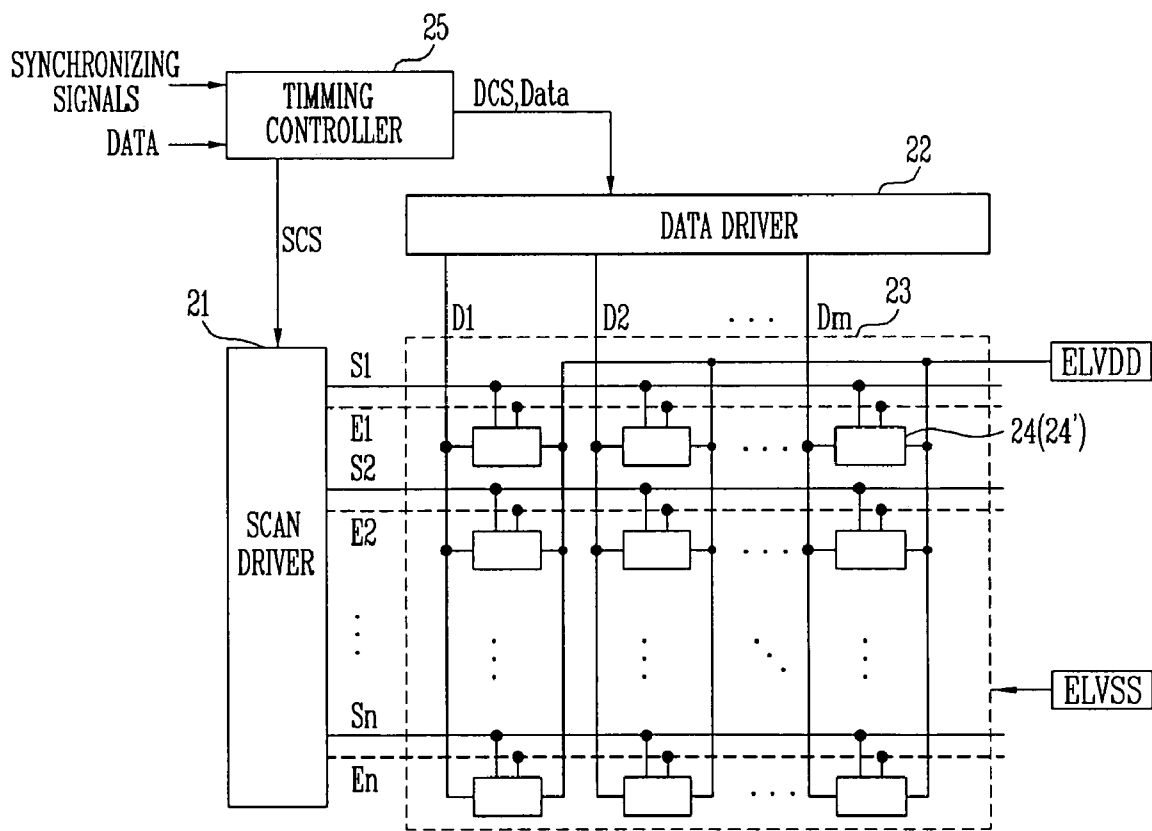 25
SYNCHRONIZING
SIGNALS
DATA
TIMMING
CONTROLLER
DCS,Data
22
DATA DRIVER
SCS
21
D1
D2
. . .
Dm
23
S1
E1
ELVDD
24(24')
S2
E2
SCAN
DRIVER
ELVSS
Sn
En